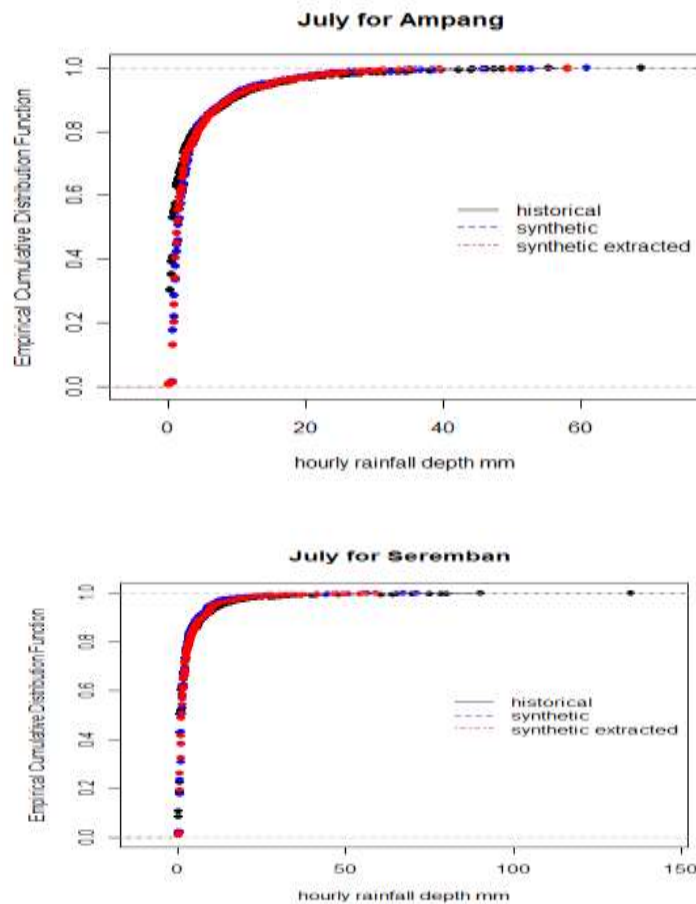 July for Ampang
Empirical Cumulative Distribution Function
1.0
0.8
0.6
0.4
0.2
0.0
historical
synthetic
synthetic extracted
0
20
40
60
hourly rainfall depth mm
July for Seremban
Empirical Cumulative Distribution Function
1.0
0.8
0.6
0.4
0.2
0.0
historical
synthetic
synthetic extracted
0
50
100
150
hourly rainfall depth mm